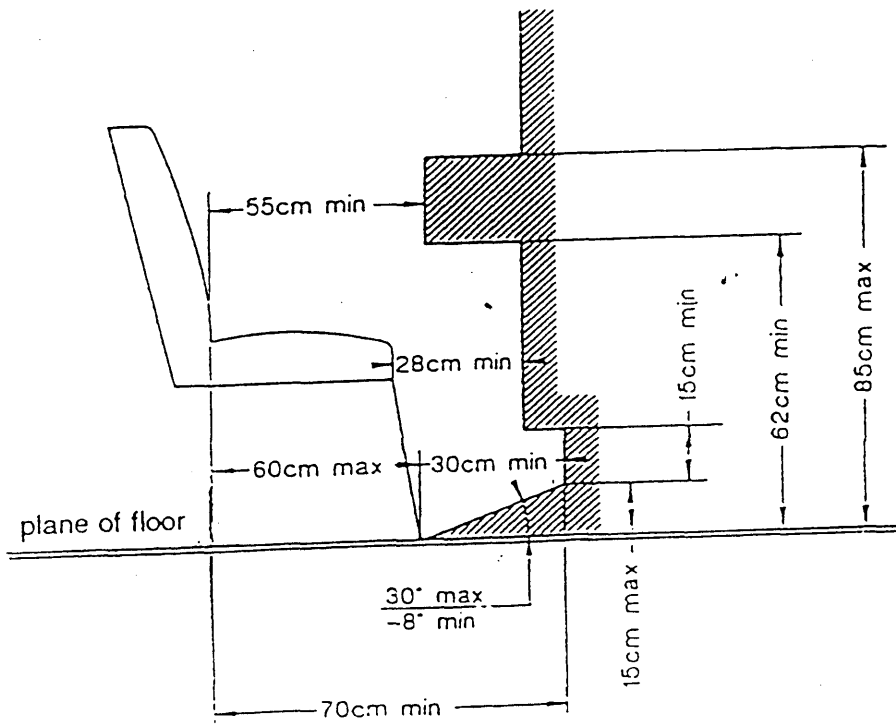 55cm min
28cm min
60cm max
30cm min
plane of floor
30° max
-8° min
70cm min
15cm max
15cm min
62cm min
85cm max